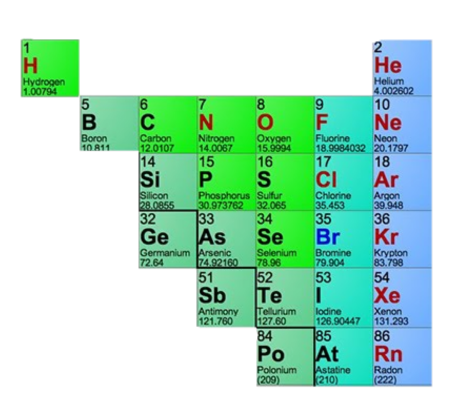 1
H
Hydrogen
1.00794
2
He
Helium
4.002602
5
B
Boron
10.811
6
C
Carbon
12.0107
7
N
Nitrogen
14.0067
8
O
Oxygen
15.9994
9
F
Fluorine
18.9984032
10
Ne
Neon
20.1797
14
Si
Silicon
28.0855
15
P
Phosphorus
30.973762
16
S
Sulfur
32.065
17
Cl
Chlorine
35.453
18
Ar
Argon
39.948
32
Ge
Germanium
72.64
33
As
Arsenic
74.92160
34
Se
Selenium
78.96
35
Br
Bromine
79.904
36
Kr
Krypton
83.798
51
Sb
Antimony
121.760
52
Te
Tellurium
127.60
53
I
Iodine
126.90447
54
Xe
Xenon
131.293
84
Po
Polonium
(209)
85
At
Astatine
(210)
86
Rn
Radon
(222)